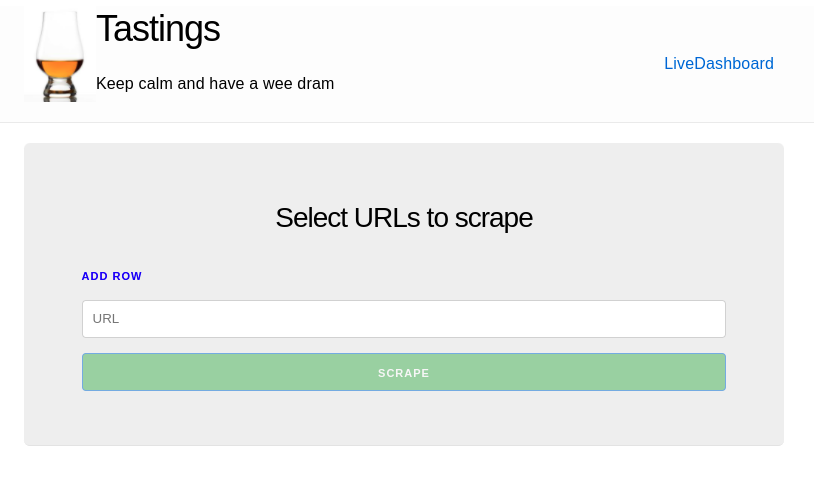 Tastings
Keep calm and have a wee dram
LiveDashboard
Select URLs to scrape
ADD ROW
URL
SCRAPE